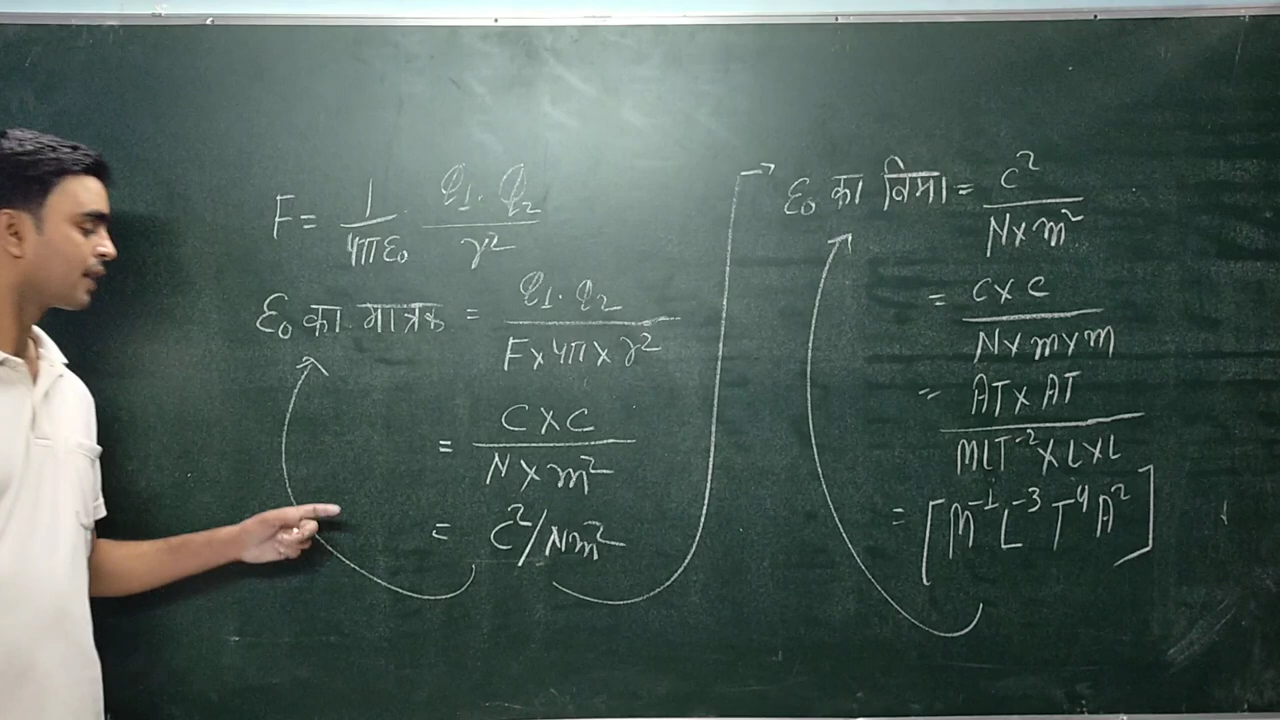 F = 1/4πε₀ · q₁·q₂/r²
ε₀ का मात्रक = q₁·q₂/F×4π×r²
= C×C/N×m²
= C²/Nm²
ε₀ का विमा = C²/N×m²
= C×C/N×m×m
= AT×AT/MLT⁻²×L×L
= [M⁻¹L⁻³T⁴A²]